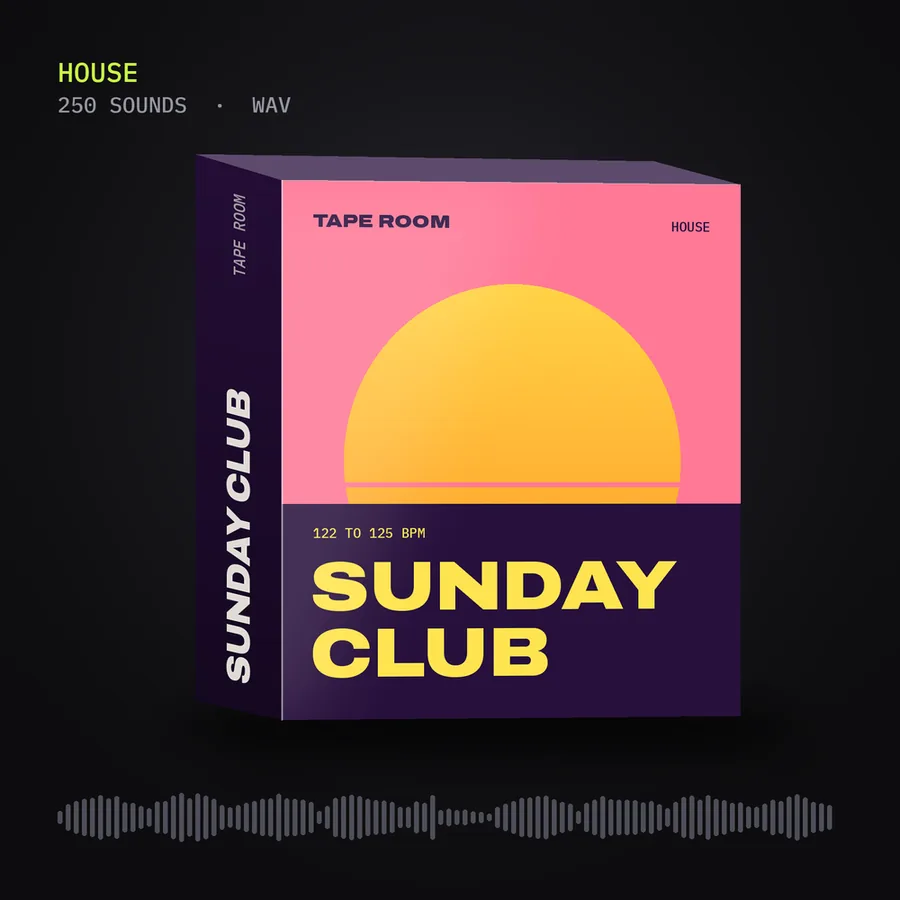 HOUSE
250 SOUNDS · WAV
TAPE ROOM
SUNDAY CLUB
TAPE ROOM
HOUSE
122 TO 125 BPM
SUNDAY
CLUB